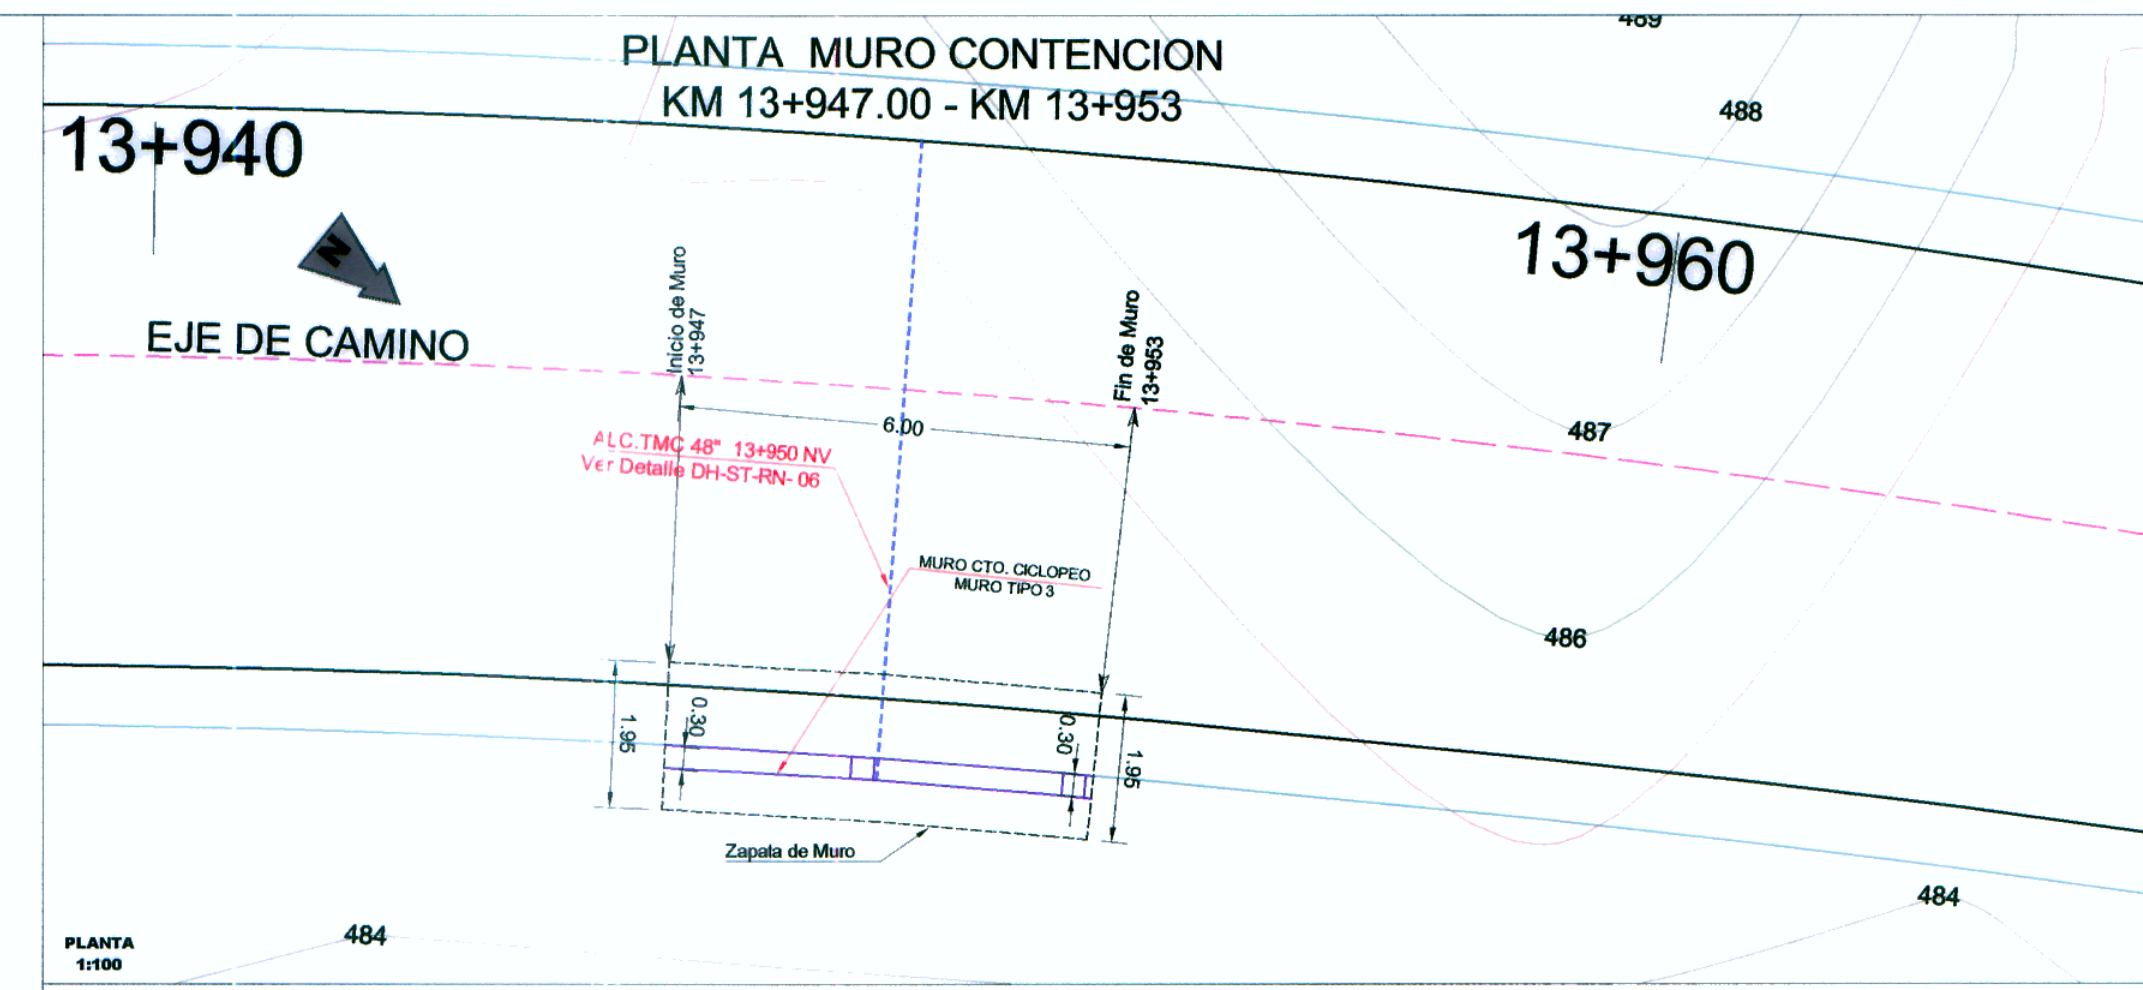 489
PLANTA MURO CONTENCION
KM 13+947.00 - KM 13+953
488
13+940
13+960
N
EJE DE CAMINO
Inicio de Muro
13+947
Fin de Muro
13+953
6.00
487
ALC.TMC 48" 13+950 NV
Ver Detalle DH-ST-RN- 06
MURO CTO. CICLOPEO
MURO TIPO 3
486
1.95
0.30
0.30
1.95
Zapata de Muro
484
484
PLANTA
1:100